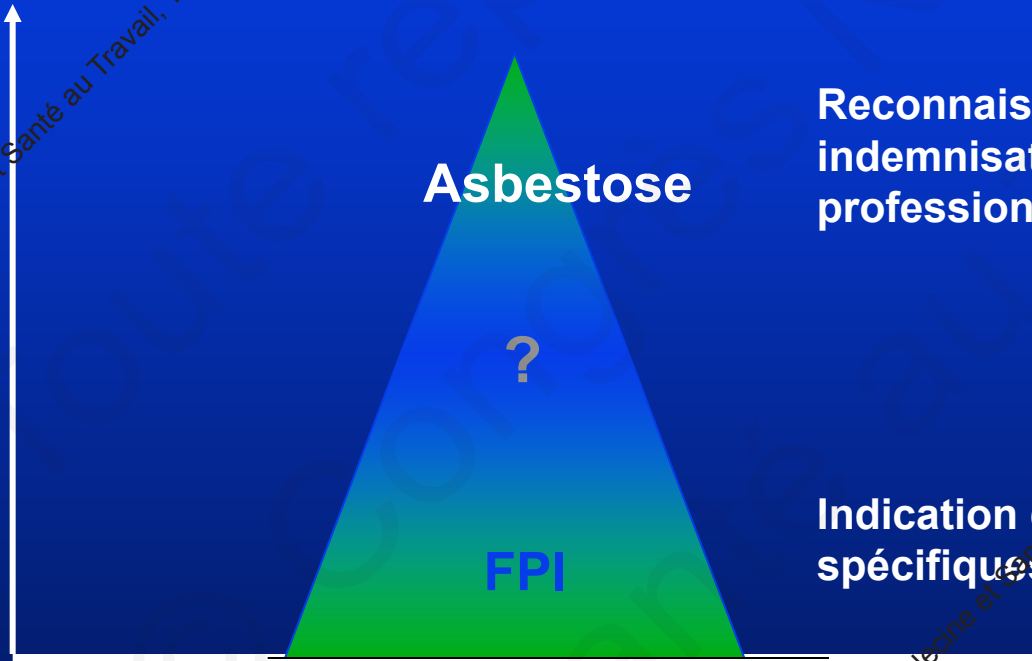 Santé au Travail,
Reconnais
indemnisat
profession
Asbestose
?
Indication
spécifique
FPI